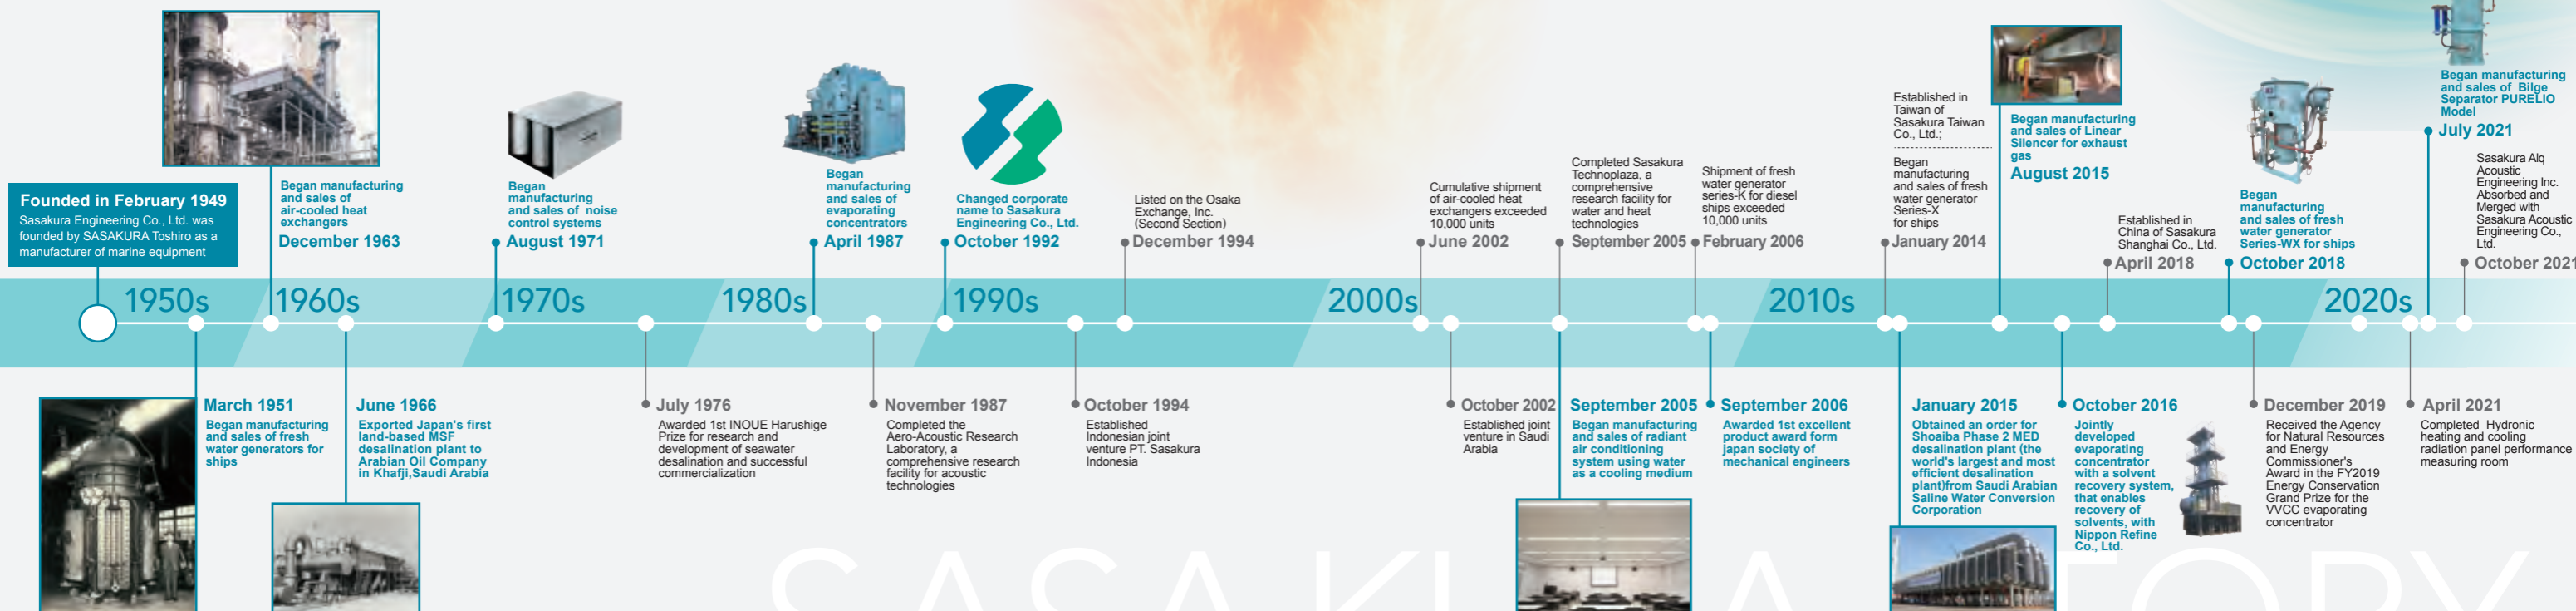 Founded in February 1949
Sasakura Engineering Co., Ltd. was
founded by SASAKURA Toshiro as a
manufacturer of marine equipment
Began manufacturing
and sales of
air-cooled heat
exchangers
December 1963
Began
manufacturing
and sales of noise
control systems
August 1971
Began
manufacturing
and sales of
evaporating
concentrators
April 1987
Changed corporate
name to Sasakura
Engineering Co., Ltd.
October 1992
Listed on the Osaka
Exchange, Inc.
(Second Section)
December 1994
Cumulative shipment
of air-cooled heat
exchangers exceeded
10,000 units
June 2002
Completed Sasakura
Technoplaza, a
comprehensive
research facility for
water and heat
technologies
September 2005
Shipment of fresh
water generator
series-K for diesel
ships exceeded
10,000 units
February 2006
Established in
Taiwan of
Sasakura Taiwan
Co., Ltd.;
Began
manufacturing
and sales of fresh
water generator
Series-X
for ships
January 2014
Began manufacturing
and sales of Linear
Silencer for exhaust
gas
August 2015
Established in
China of Sasakura
Shanghai Co., Ltd.
April 2018
Began
manufacturing
and sales of fresh
water generator
Series-WX for ships
October 2018
Began manufacturing
and sales of Bilge
Separator PURELIO
Model
July 2021
Sasakura Alq
Acoustic
Engineering Inc.
Absorbed and
Merged with
Sasakura Acoustic
Engineering Co.,
Ltd.
October 2021
1950s
1960s
1970s
1980s
1990s
2000s
2010s
2020s
March 1951
Began manufacturing
and sales of fresh
water generators for
ships
June 1966
Exported Japan's first
land-based MSF
desalination plant to
Arabian Oil Company
in Khafji,Saudi Arabia
July 1976
Awarded 1st INOUE Harushige
Prize for research and
development of seawater
desalination and successful
commercialization
November 1987
Completed the
Aero-Acoustic Research
Laboratory, a
comprehensive research
facility for acoustic
technologies
October 1994
Established
Indonesian joint
venture PT. Sasakura
Indonesia
October 2002
Established joint
venture in Saudi
Arabia
September 2005
Began manufacturing
and sales of radiant
air conditioning
system using water
as a cooling medium
September 2006
Awarded 1st excellent
product award form
japan society of
mechanical engineers
January 2015
Obtained an order for
Shoaiba Phase 2 MED
desalination plant (the
world's largest and most
efficient desalination
plant)from Saudi Arabian
Saline Water Conversion
Corporation
October 2016
Jointly
developed
evaporating
concentrator
with a solvent
recovery system,
that enables
recovery of
solvents, with
Nippon Refine
Co., Ltd.
December 2019
Received the Agency
for Natural Resources
and Energy
Commissioner's
Award in the FY2019
Energy Conservation
Grand Prize for the
VVCC evaporating
concentrator
April 2021
Completed Hydronic
heating and cooling
radiation panel performance
measuring room